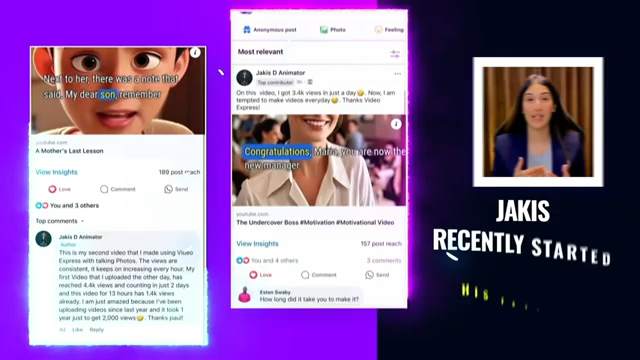 Next to her, there was a note that
said, My dear son, remember
youtube.com
A Mother's Last Lesson
View Insights
189 post reach
Love
Comment
Send
You and 3 others
Top comments
Jakis D Animator
Author
This is my second video that I made using Viueo
Express with talking Photos. The views are
consistent, it keeps on increasing every hour. My
first Video that I uploaded the other day, has
reached 4.4k views and counting in just 2 days
and this video for 13 hours has 1.4k views
already. I am just amazed because I've been
uploading videos since last year and it took 1
year just to get 2,000 views. Thanks paul!
4d Like Reply
Anonymous post
Photo
Feeling
Most relevant
Jakis D Animator
Top contributor
On this video, I got 3.4k views in just a day. Now, I am
tempted to make videos everyday. Thanks Video
Express!
Congratulations, Maria, you are now the
new manager
youtube.com
The Undercover Boss #Motivation #Motivational Video
View Insights
157 post reach
You and 4 others
3 comments
Love
Comment
Send
Eston Swaby
How long did it take you to make it?
JAKIS
RECENTLY STARTED
HIS